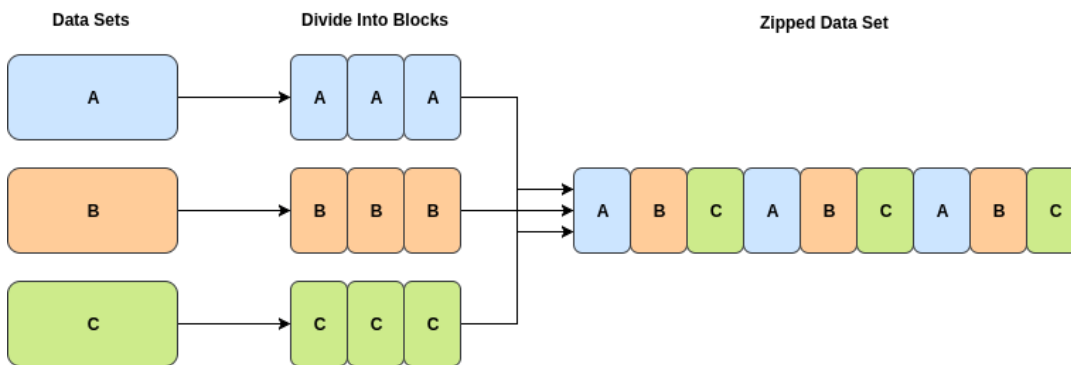 Data Sets
Divide Into Blocks
Zipped Data Set
A
A A A
B
B B B
A B C A B C A B C
C
C C C